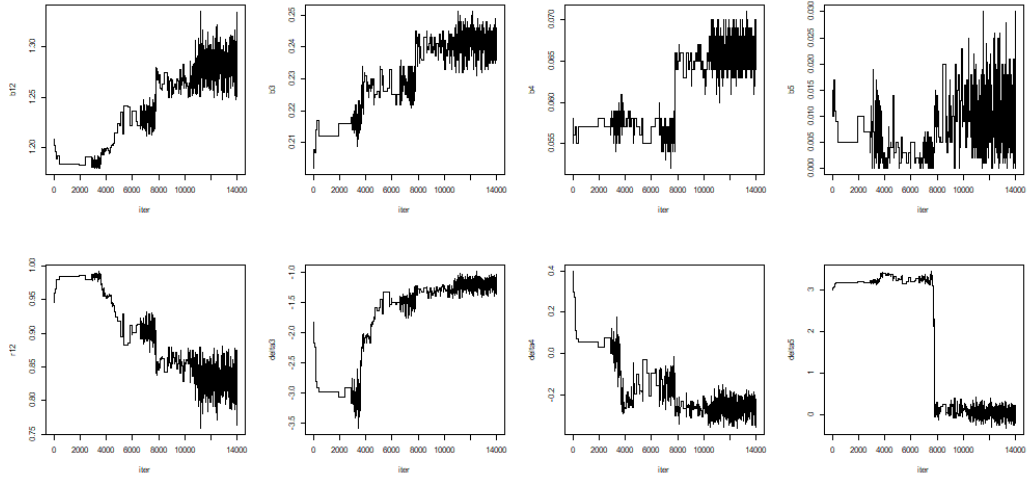 b12
1.20 1.25 1.30
0 2000 4000 6000 8000 10000 14000
iter
b3
0.21 0.22 0.23 0.24 0.25
0 2000 4000 6000 8000 10000 14000
iter
b4
0.055 0.060 0.065 0.070
0 2000 4000 6000 8000 10000 14000
iter
b5
0.000 0.005 0.010 0.015 0.020 0.025 0.030
0 2000 4000 6000 8000 10000 14000
iter
r12
0.75 0.80 0.85 0.90 0.95 1.00
0 2000 4000 6000 8000 10000 14000
iter
delta3
-3.5 -3.0 -2.5 -2.0 -1.5 -1.0
0 2000 4000 6000 8000 10000 14000
iter
delta4
-0.2 0.0 0.2 0.4
0 2000 4000 6000 8000 10000 14000
iter
delta5
0 1 2 3
0 2000 4000 6000 8000 10000 14000
iter